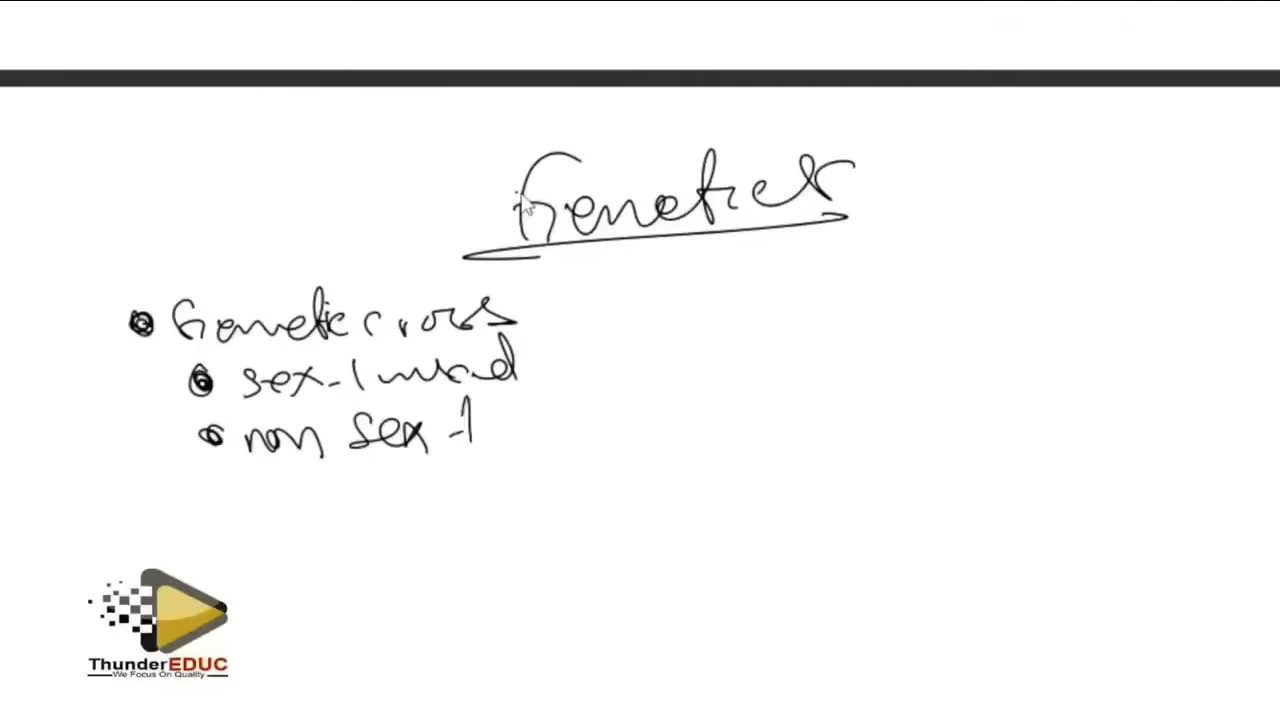 Genetics
Genetic cross
sex-linked
non sex-l
ThunderEDUC
We Focus On Quality